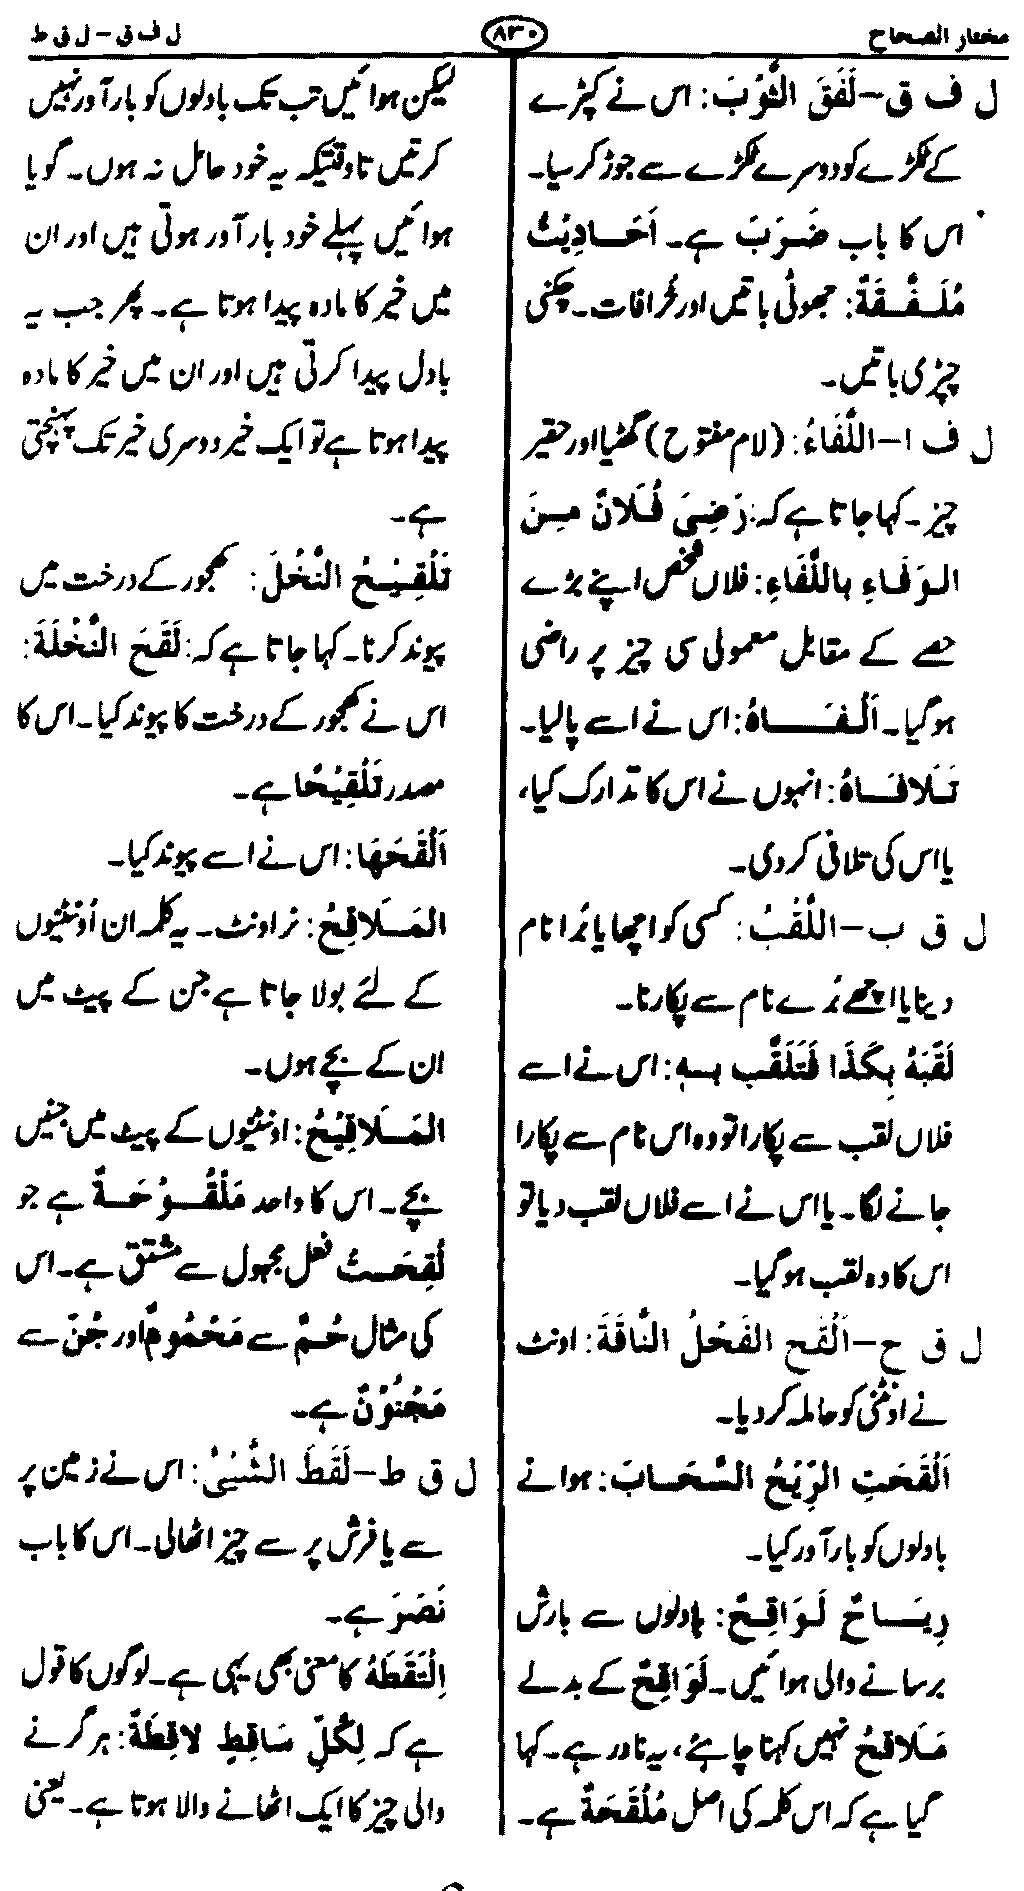 مختار الصحاح
۸۳۰
ل ف ق – ل ق ط
ل ف ق – لَفَقَ الثَّوْبَ: اس نے کپڑے
کے ٹکڑے کو دوسرے ٹکڑے سے جوڑ کر سیا۔
اس کا باب ضَرَبَ ہے۔ اَحَادِیْثُ
مُلَفَّقَةٌ: جھوٹی باتیں اور خُرافات۔ چکنی
چپڑی باتیں۔
ل ف ا – اللَّفَاءُ: (لام مفتوح) گھٹیا اور حقیر
چیز۔ کہا جاتا ہے کہ: رَضِیَ فُلَانٌ مِنَ
الوَفَاءِ بِاللَّفَاءِ: فلاں شخص اپنے بڑے
حصے کے مقابل معمولی سی چیز پر راضی
ہوگیا۔ اَلْفَاهُ: اس نے اسے پالیا۔
تَلَافَاهُ: انہوں نے اس کا تدارک کیا،
یا اس کی تلافی کر دی۔
ل ق ب – اللَّقَبُ: کسی کو اچھا یا بُرا نام
دینا یا اچھے بُرے نام سے پکارنا۔
لَقَّبَهُ بِكَذَا فَتَلَقَّبَ بِهِ: اس نے اسے
فلاں لقب سے پکارا تو وہ اس نام سے پکارا
جانے لگا۔ یا اس نے اسے فلاں لقب دیا تو
اس کا وہ لقب ہوگیا۔
ل ق ح – اَلْقَحَ الفَحْلُ النَّاقَةَ: اونٹ
نے اونٹنی کو حاملہ کر دیا۔
اَلْقَحَتِ الرِّیْحُ السَّحَابَ: ہوا نے
بادلوں کو بار آور کیا۔
رِیَاحٌ لَوَاقِحٌ: بادلوں سے بارش
برسانے والی ہوائیں۔ لَوَاقِحٌ کے بدلے
مَلَاقِحُ نہیں کہنا چاہئے، یہ نادر ہے۔ کہا
گیا ہے کہ اس کلمہ کی اصل مُلْقَحَةٌ ہے۔
لیکن ہوائیں تب تک بادلوں کو بار آور نہیں
کرتیں تاوقتیکہ یہ خود حامل نہ ہوں۔ گویا
ہوائیں پہلے خود بار آور ہوتی ہیں اور ان
میں خیر کا مادہ پیدا ہوتا ہے۔ پھر جب یہ
بادل پیدا کرتی ہیں اور ان میں خیر کا مادہ
پیدا ہوتا ہے تو ایک خیر دوسری خیر تک پہنچتی
ہے۔
تَلْقِیْحُ النَّخْلَ: کھجور کے درخت میں
پیوند کرنا۔ کہا جاتا ہے کہ: لَقَحَ النَّخْلَةَ:
اس نے کھجور کے درخت کا پیوند کیا۔ اس کا
مصدر تَلْقِیْحًا ہے۔
اَلْقَحَهَا: اس نے اسے پیوند کیا۔
المَلَاقِحُ: نر اونٹ۔ یہ کلمہ ان اُونٹنیوں
کے لئے بولا جاتا ہے جن کے پیٹ میں
ان کے بچے ہوں۔
المَلَاقِیْحُ: اونٹنیوں کے پیٹ میں جنیں
بچے۔ اس کا واحد مَلْقُوْحَةٌ ہے جو
لُقِحَتْ فعل مجہول سے مشتق ہے۔ اس
کی مثال حُمَّ سے مَحْمُومٌ اور جُنَّ سے
مَجْنُوْنٌ ہے۔
ل ق ط – لَقَطَ الشَّیْیَٔ: اس نے زمین پر
سے یا فرش پر سے چیز اٹھالی۔ اس کا باب
نَصَرَ ہے۔
اِلْتَقَطَهُ کا معنی بھی یہی ہے۔ لوگوں کا قول
ہے کہ لِكُلِّ سَاقِطٍ لَاقِطَةٌ: ہر گرنے
والی چیز کا ایک اٹھانے والا ہوتا ہے۔ یعنی